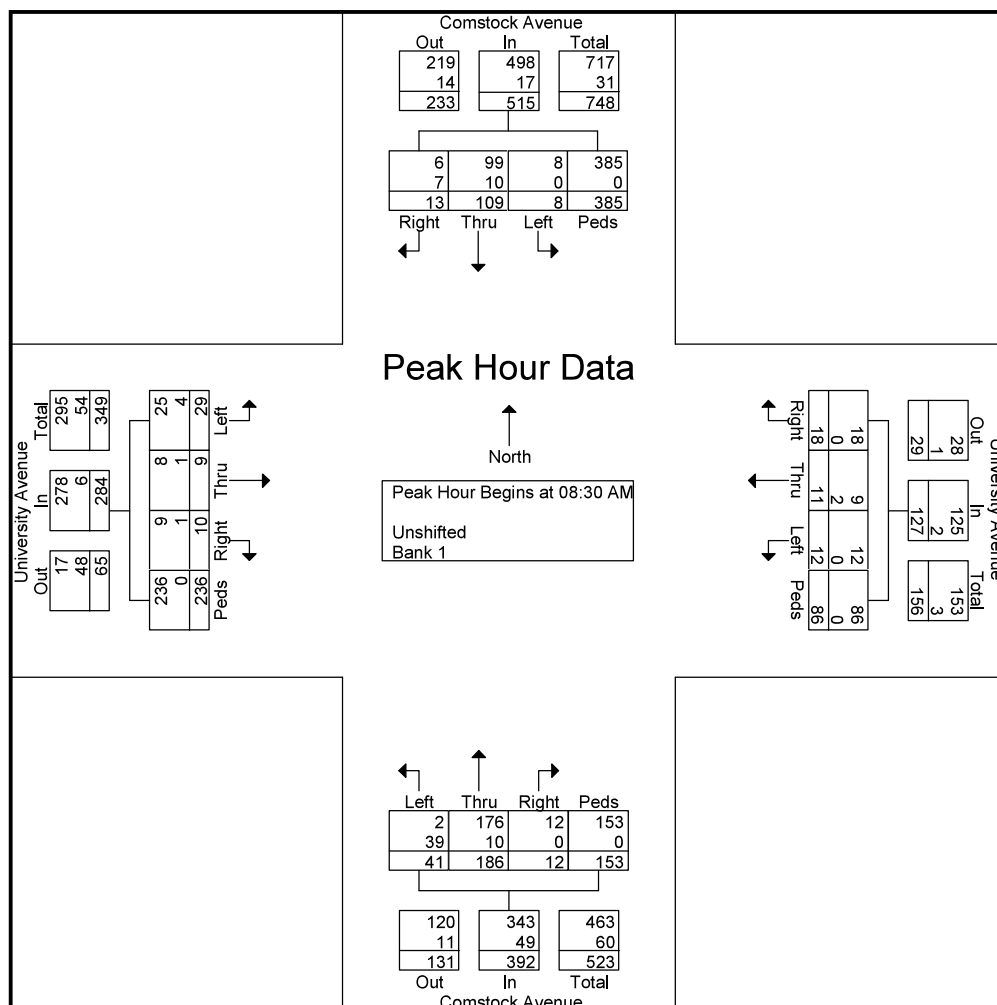 Comstock Avenue
Out In Total
219 498 717
14 17 31
233 515 748
6 99 8 385
7 10 0 0
13 109 8 385
Right Thru Left Peds
Peak Hour Data
North
Peak Hour Begins at 08:30 AM
Unshifted
Bank 1
University Avenue
Out In Total
17 278 295
48 6 54
65 284 349
236 9 8 25
0 1 1 4
236 10 9 29
Peds Right Thru Left
University Avenue
Out In Total
28 125 153
1 2 3
29 127 156
18 9 12 86
0 2 0 0
18 11 12 86
Right Thru Left Peds
Left Thru Right Peds
2 176 12 153
39 10 0 0
41 186 12 153
120 343 463
11 49 60
131 392 523
Out In Total
Comstock Avenue